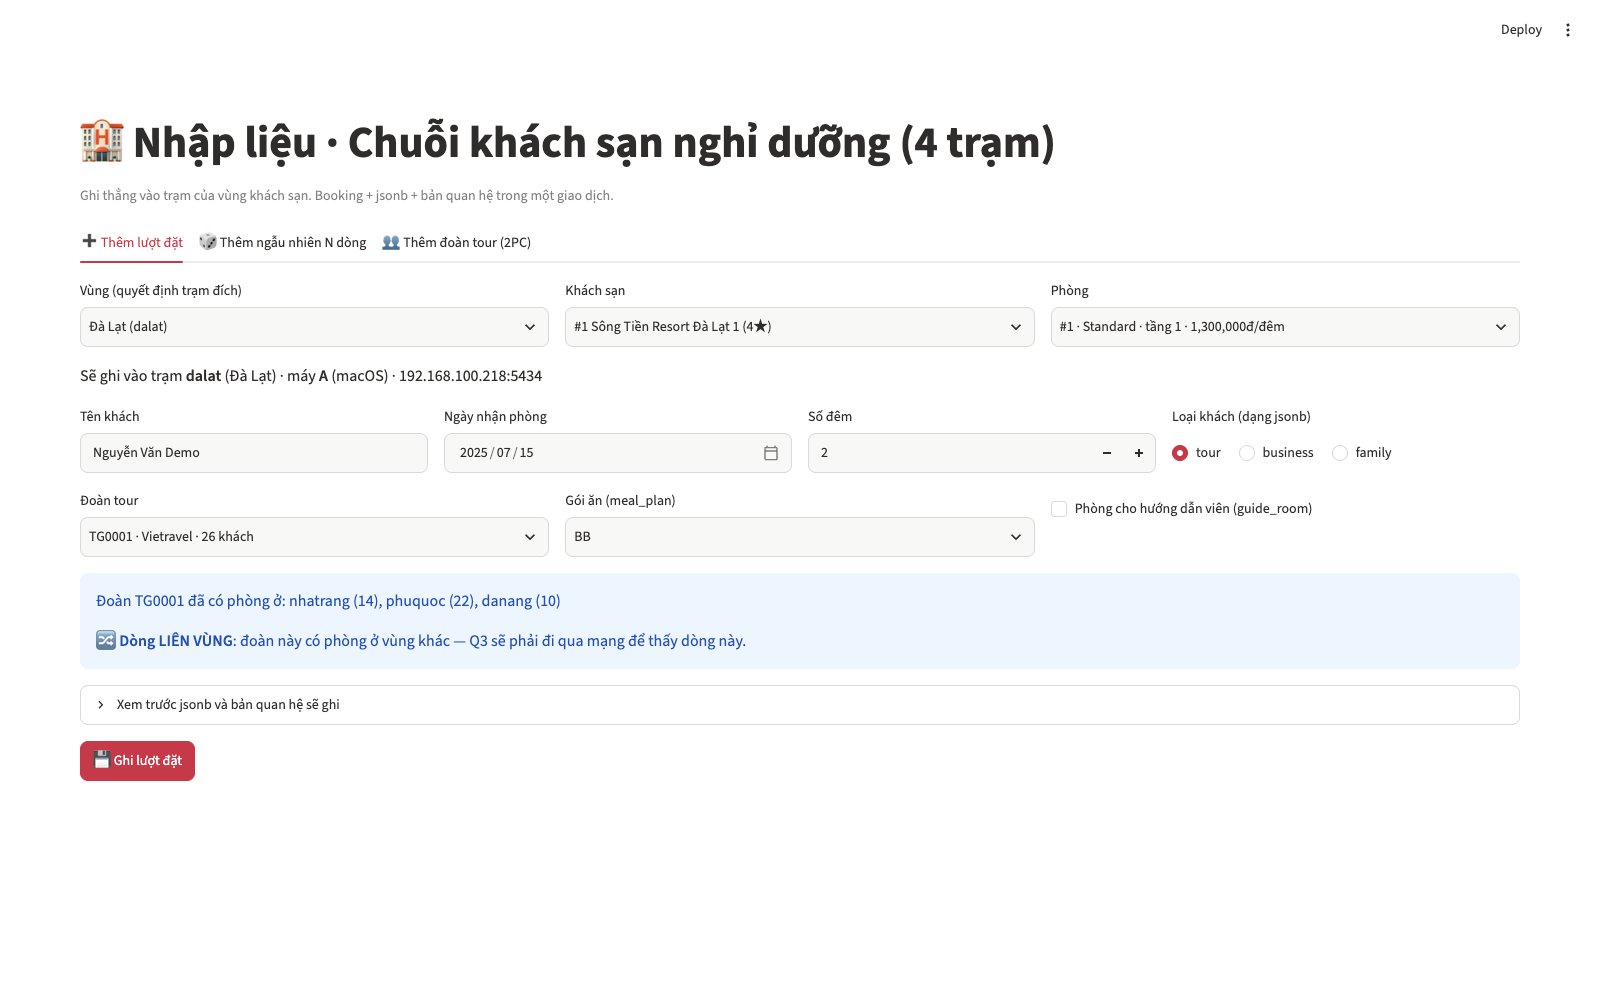 Deploy
🏨 Nhập liệu · Chuỗi khách sạn nghỉ dưỡng (4 trạm)
Ghi thẳng vào trạm của vùng khách sạn. Booking + jsonb + bản quan hệ trong một giao dịch.
➕ Thêm lượt đặt 🎲 Thêm ngẫu nhiên N dòng 👥 Thêm đoàn tour (2PC)
Vùng (quyết định trạm đích) Khách sạn Phòng
Đà Lạt (dalat) #1 Sông Tiền Resort Đà Lạt 1 (4★) #1 · Standard · tầng 1 · 1,300,000đ/đêm
Sẽ ghi vào trạm dalat (Đà Lạt) · máy A (macOS) · 192.168.100.218:5434
Tên khách Ngày nhận phòng Số đêm Loại khách (dạng jsonb)
Nguyễn Văn Demo 2025/07/15 2 − + tour business family
Đoàn tour Gói ăn (meal_plan) Phòng cho hướng dẫn viên (guide_room)
TG0001 · Vietravel · 26 khách BB
Đoàn TG0001 đã có phòng ở: nhatrang (14), phuquoc (22), danang (10)
🔀 Dòng LIÊN VÙNG: đoàn này có phòng ở vùng khác — Q3 sẽ phải đi qua mạng để thấy dòng này.
Xem trước jsonb và bản quan hệ sẽ ghi
💾 Ghi lượt đặt